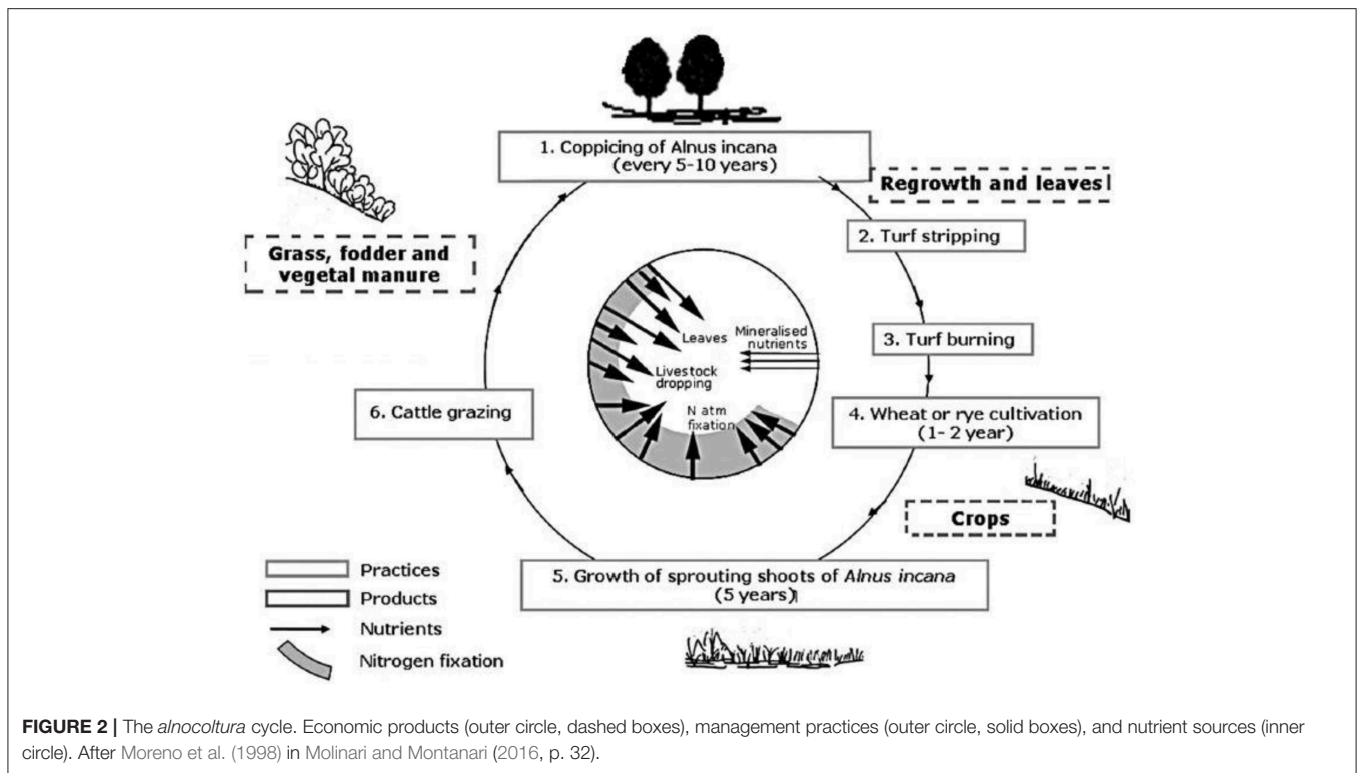 1. Coppicing of Alnus incana
(every 5-10 years)
Regrowth and leaves
2. Turf stripping
Grass, fodder and
vegetal manure
3. Turf burning
Leaves
Mineralised
nutrients
Livestock
dropping
6. Cattle grazing
N atm
fixation
4. Wheat or rye cultivation
(1- 2 year)
Crops
5. Growth of sprouting shoots of Alnus incana
(5 years)
Practices
Products
Nutrients
Nitrogen fixation
FIGURE 2 | The alnocoltura cycle. Economic products (outer circle, dashed boxes), management practices (outer circle, solid boxes), and nutrient sources (inner
circle). After Moreno et al. (1998) in Molinari and Montanari (2016, p. 32).